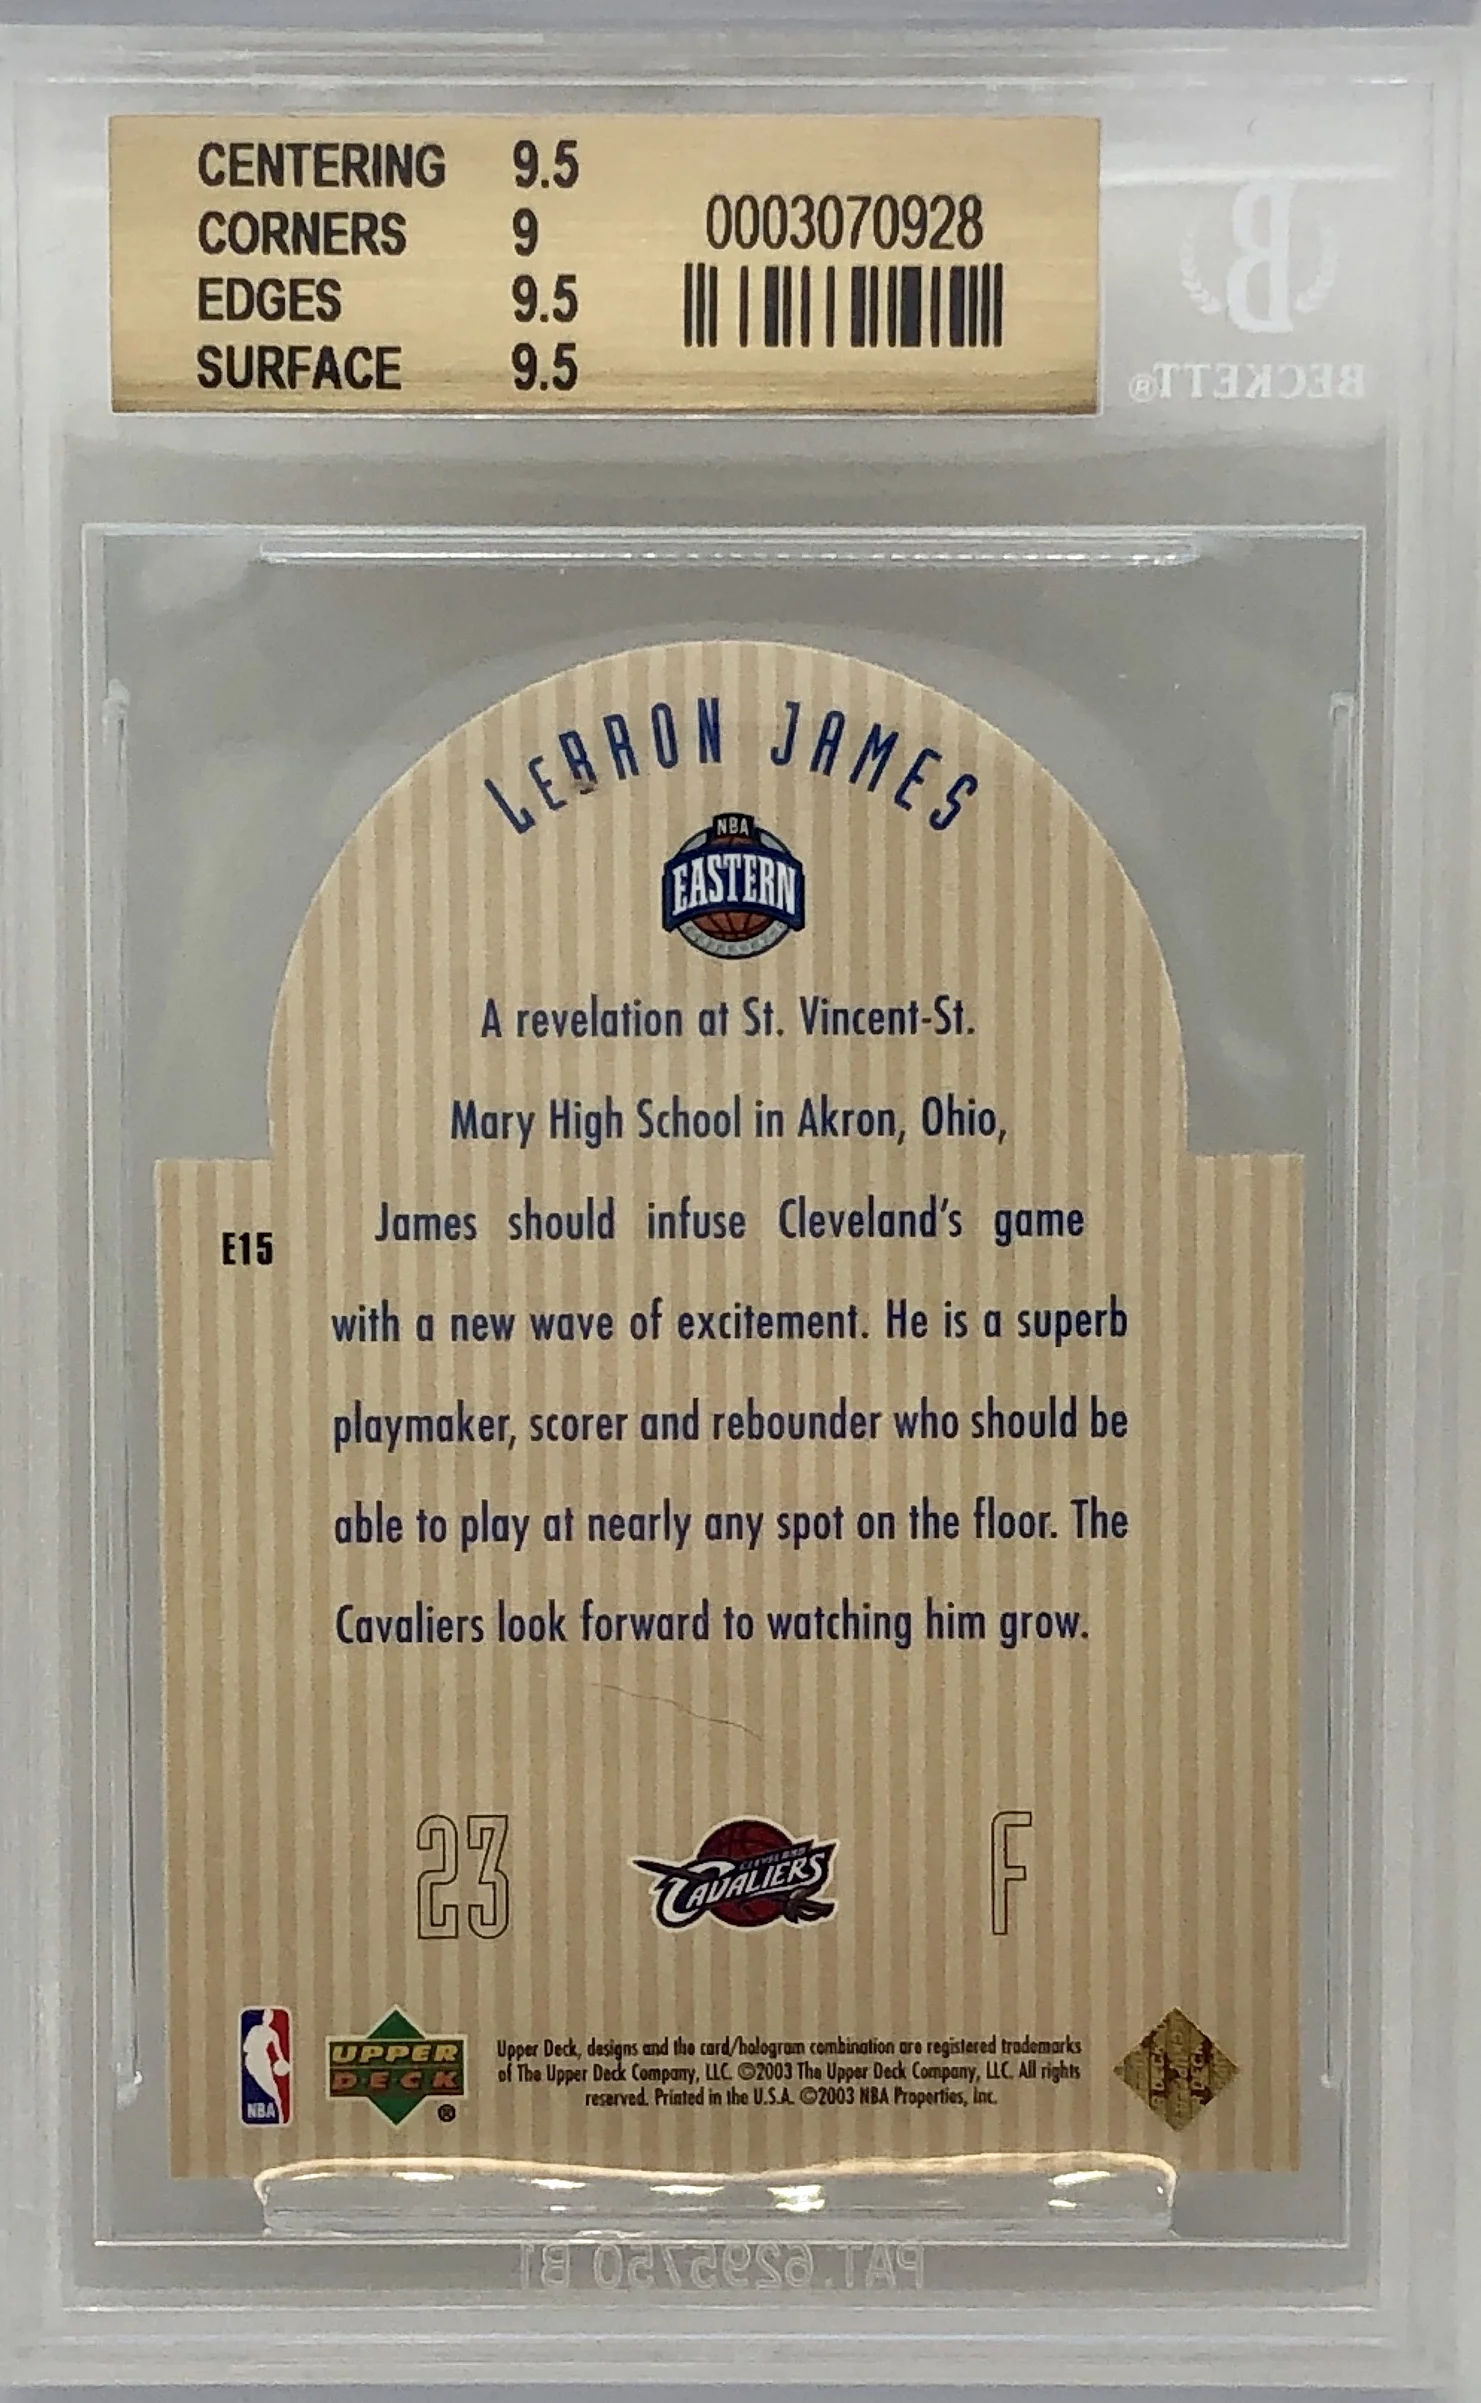 CENTERING 9.5
CORNERS 9
EDGES 9.5
SURFACE 9.5
0003070928
BECKETT®
LEBRON JAMES
NBA
EASTERN
A revelation at St. Vincent-St.
Mary High School in Akron, Ohio,
James should infuse Cleveland's game
with a new wave of excitement. He is a superb
playmaker, scorer and rebounder who should be
able to play at nearly any spot on the floor. The
Cavaliers look forward to watching him grow.
E15
23
CLEVELAND
CAVALIERS
F
NBA
UPPER
DECK
®
Upper Deck, designs and the card/hologram combination are registered trademarks
of The Upper Deck Company, LLC. ©2003 The Upper Deck Company, LLC. All rights
reserved. Printed in the U.S.A. ©2003 NBA Properties, Inc.
PAT.6295750 B1